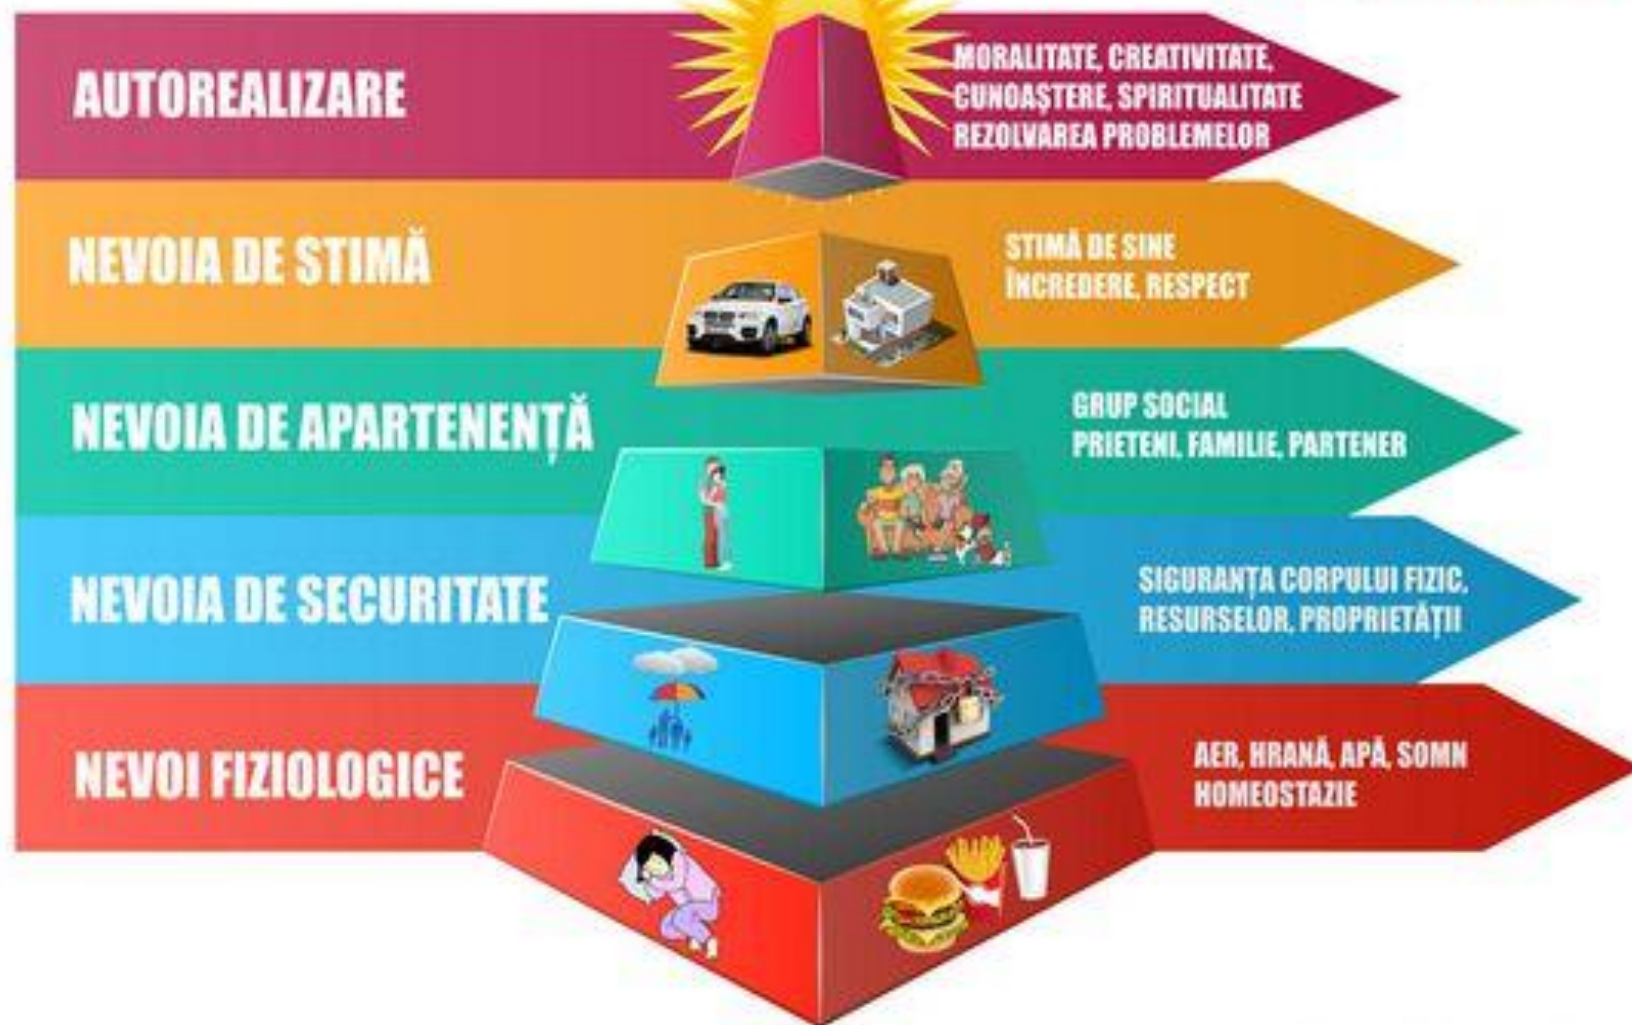 AUTOREALIZARE
MORALITATE, CREATIVITATE,
CUNOAȘTERE, SPIRITUALITATE
REZOLVAREA PROBLEMELOR
NEVOIA DE STIMĂ
STIMĂ DE SINE
ÎNCREDERE, RESPECT
NEVOIA DE APARTENENȚĂ
GRUP SOCIAL
PRIETENI, FAMILIE, PARTENER
NEVOIA DE SECURITATE
SIGURANȚA CORPULUI FIZIC,
RESURSELOR, PROPRIETĂȚII
NEVOI FIZIOLOGICE
AER, HRANĂ, APĂ, SOMN
HOMEOSTAZIE